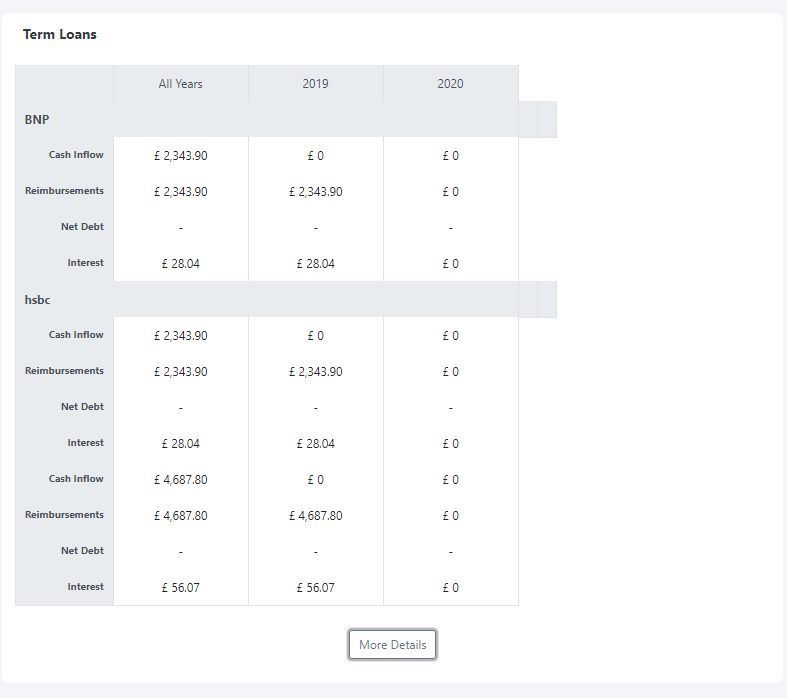 Term Loans
All Years 2019 2020
BNP
Cash Inflow £ 2,343.90 £ 0 £ 0
Reimbursements £ 2,343.90 £ 2,343.90 £ 0
Net Debt - - -
Interest £ 28.04 £ 28.04 £ 0
hsbc
Cash Inflow £ 2,343.90 £ 0 £ 0
Reimbursements £ 2,343.90 £ 2,343.90 £ 0
Net Debt - - -
Interest £ 28.04 £ 28.04 £ 0
Cash Inflow £ 4,687.80 £ 0 £ 0
Reimbursements £ 4,687.80 £ 4,687.80 £ 0
Net Debt - - -
Interest £ 56.07 £ 56.07 £ 0
More Details